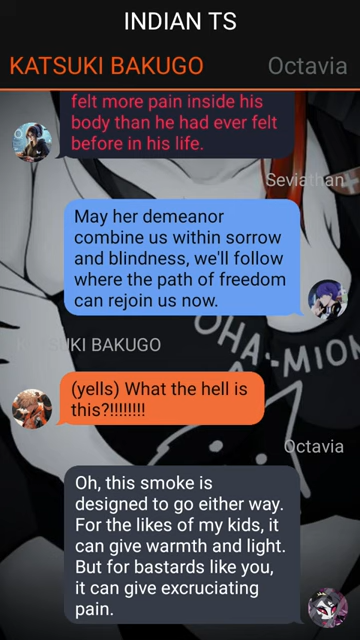 INDIAN TS
KATSUKI BAKUGO
Octavia
felt more pain inside his
body than he had ever felt
before in his life.
Seviathan
May her demeanor
combine us within sorrow
and blindness, we'll follow
where the path of freedom
can rejoin us now.
OHA-MION
KATSUKI BAKUGO
(yells) What the hell is
this?!!!!!!!!
Octavia
Oh, this smoke is
designed to go either way.
For the likes of my kids, it
can give warmth and light.
But for bastards like you,
it can give excruciating
pain.